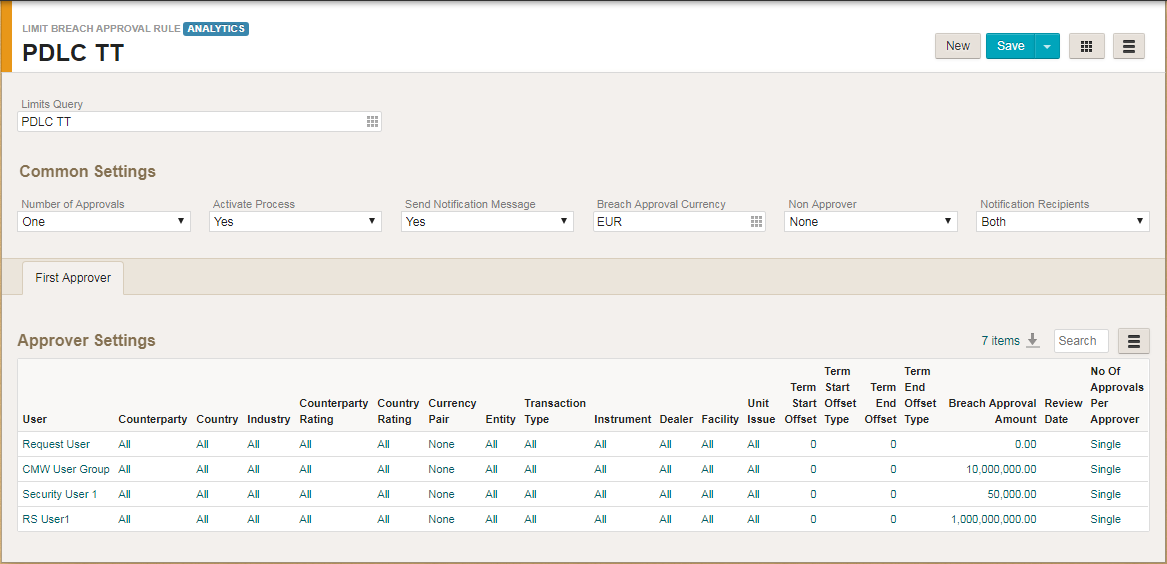 LIMIT BREACH APPROVAL RULE ANALYTICS
PDLC TT
New Save
Limits Query
PDLC TT
Common Settings
Number of Approvals Activate Process Send Notification Message Breach Approval Currency Non Approver Notification Recipients
One Yes Yes EUR None Both
First Approver
Approver Settings
7 items Search
User Counterparty Country Industry Counterparty Rating Country Rating Currency Pair Entity Transaction Type Instrument Dealer Facility Unit Issue Term Start Offset Term Start Offset Type Term End Offset Term End Offset Type Breach Approval Amount Review Date No Of Approvals Per Approver
Request User All All All All All None All All All All All All 0 0 0.00 Single
CMW User Group All All All All All None All All All All All All 0 0 10,000,000.00 Single
Security User 1 All All All All All None All All All All All All 0 0 50,000.00 Single
RS User1 All All All All All None All All All All All All 0 0 1,000,000,000.00 Single